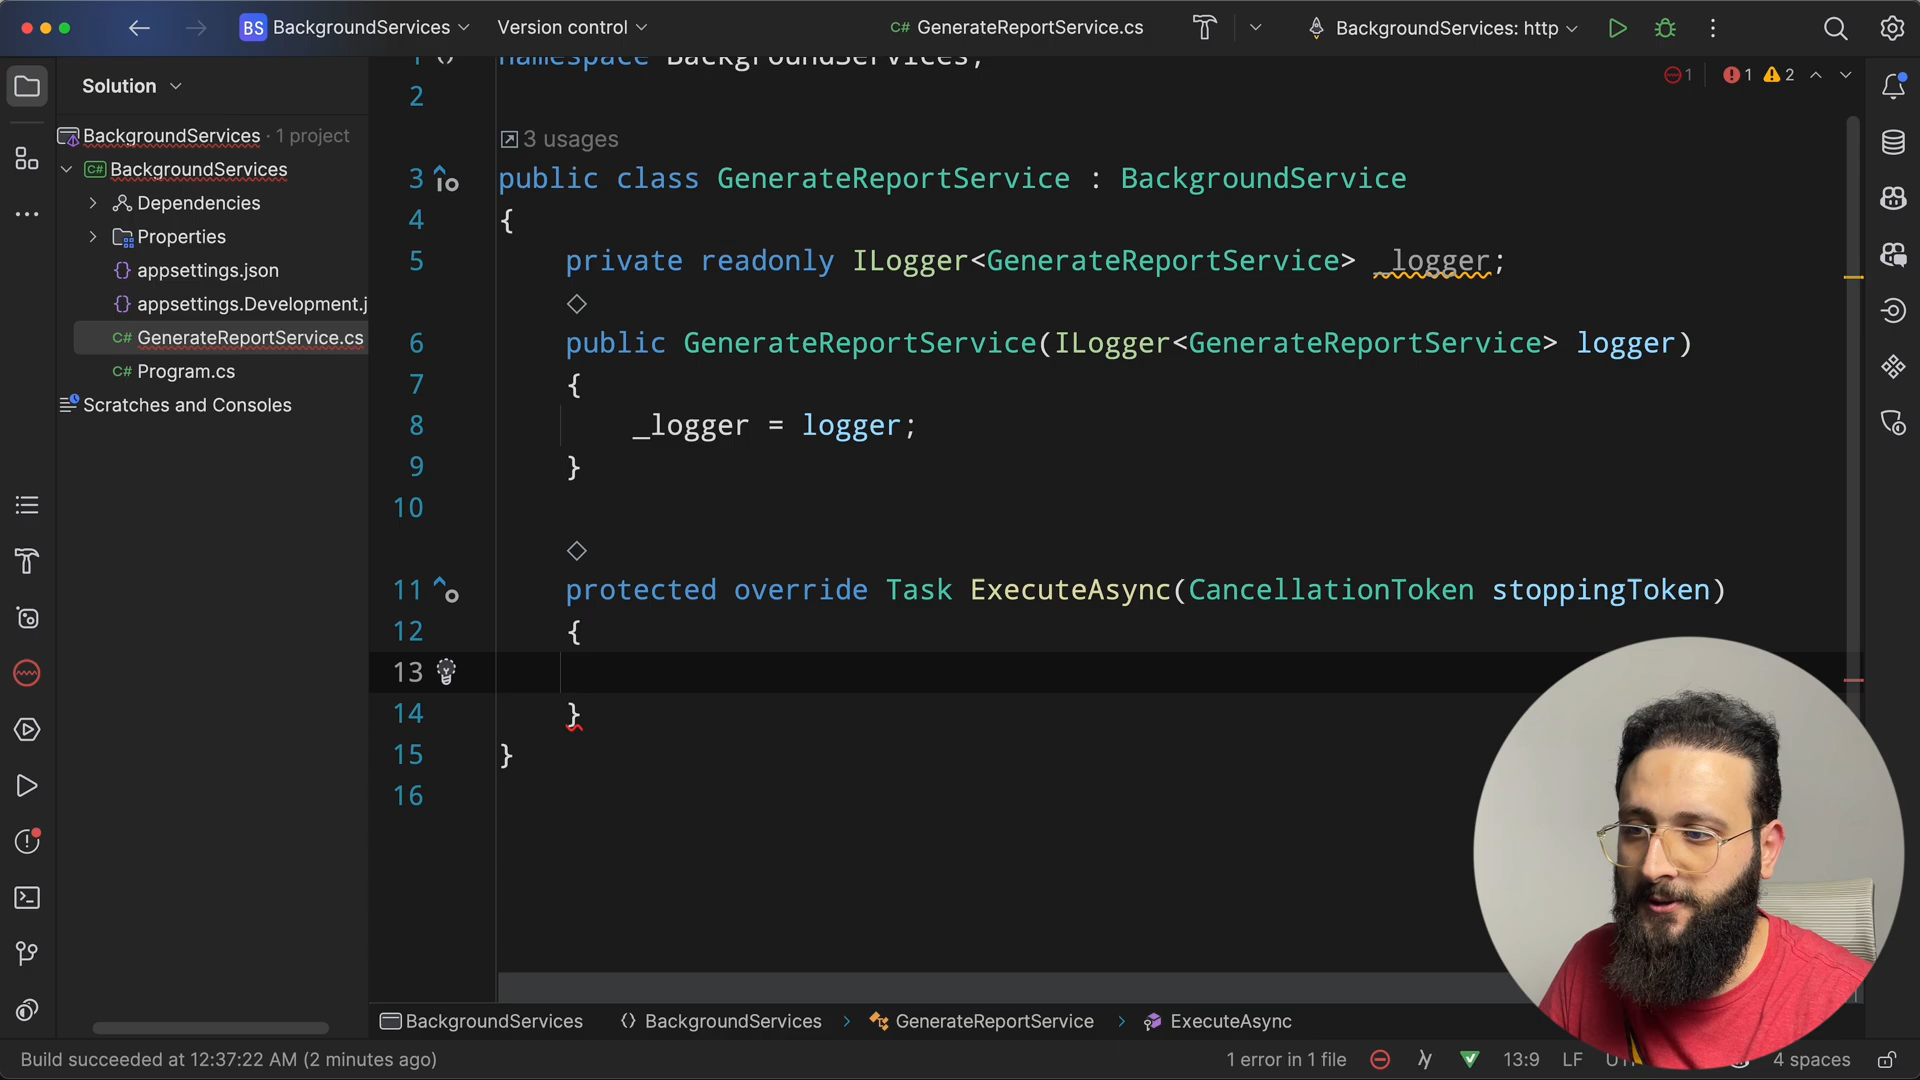 BS BackgroundServices
Version control
C# GenerateReportService.cs
BackgroundServices: http
Solution
BackgroundServices · 1 project
C# BackgroundServices
Dependencies
Properties
{} appsettings.json
{} appsettings.Development.j
C# GenerateReportService.cs
C# Program.cs
Scratches and Consoles
1 1 2
1 namespace BackgroundServices;
2
3 usages
3 public class GenerateReportService : BackgroundService
4 {
5 private readonly ILogger<GenerateReportService> _logger;
6 public GenerateReportService(ILogger<GenerateReportService> logger)
7 {
8 _logger = logger;
9 }
10
11 protected override Task ExecuteAsync(CancellationToken stoppingToken)
12 {
13
14 }
15 }
16
BackgroundServices BackgroundServices GenerateReportService ExecuteAsync
Build succeeded at 12:37:22 AM (2 minutes ago)
1 error in 1 file 13:9 LF 4 spaces